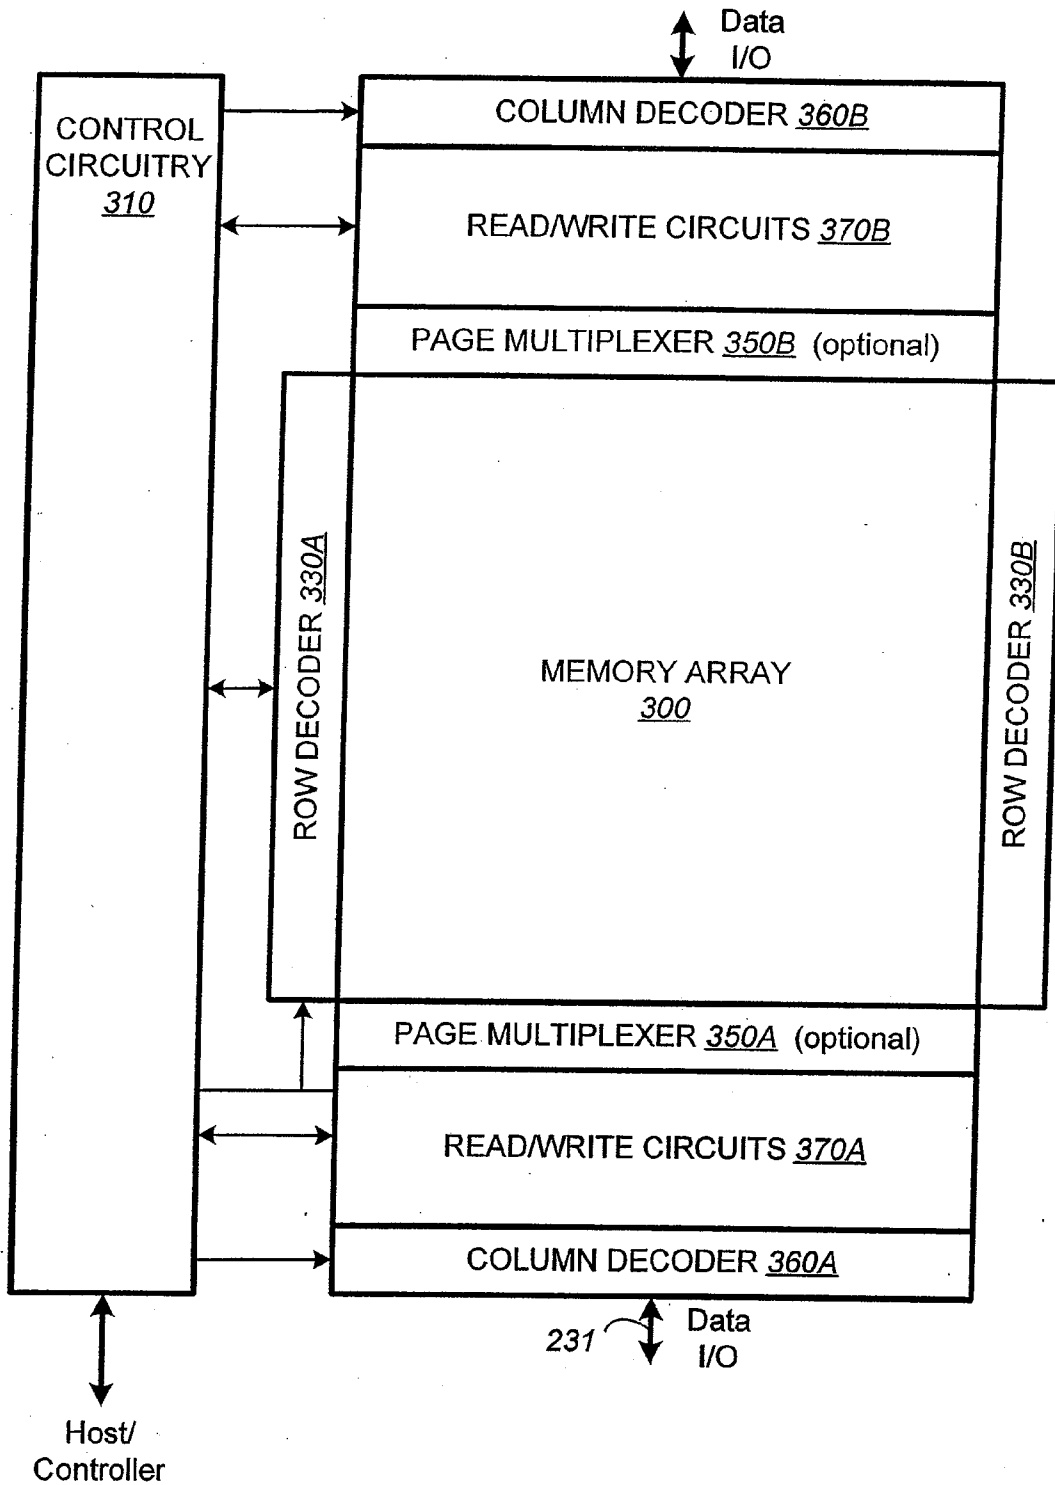 Data
I/O
COLUMN DECODER 360B
CONTROL
CIRCUITRY
310
READ/WRITE CIRCUITS 370B
PAGE MULTIPLEXER 350B (optional)
ROW DECODER 330A
MEMORY ARRAY
300
ROW DECODER 330B
PAGE MULTIPLEXER 350A (optional)
READ/WRITE CIRCUITS 370A
COLUMN DECODER 360A
231
Data
I/O
Host/
Controller